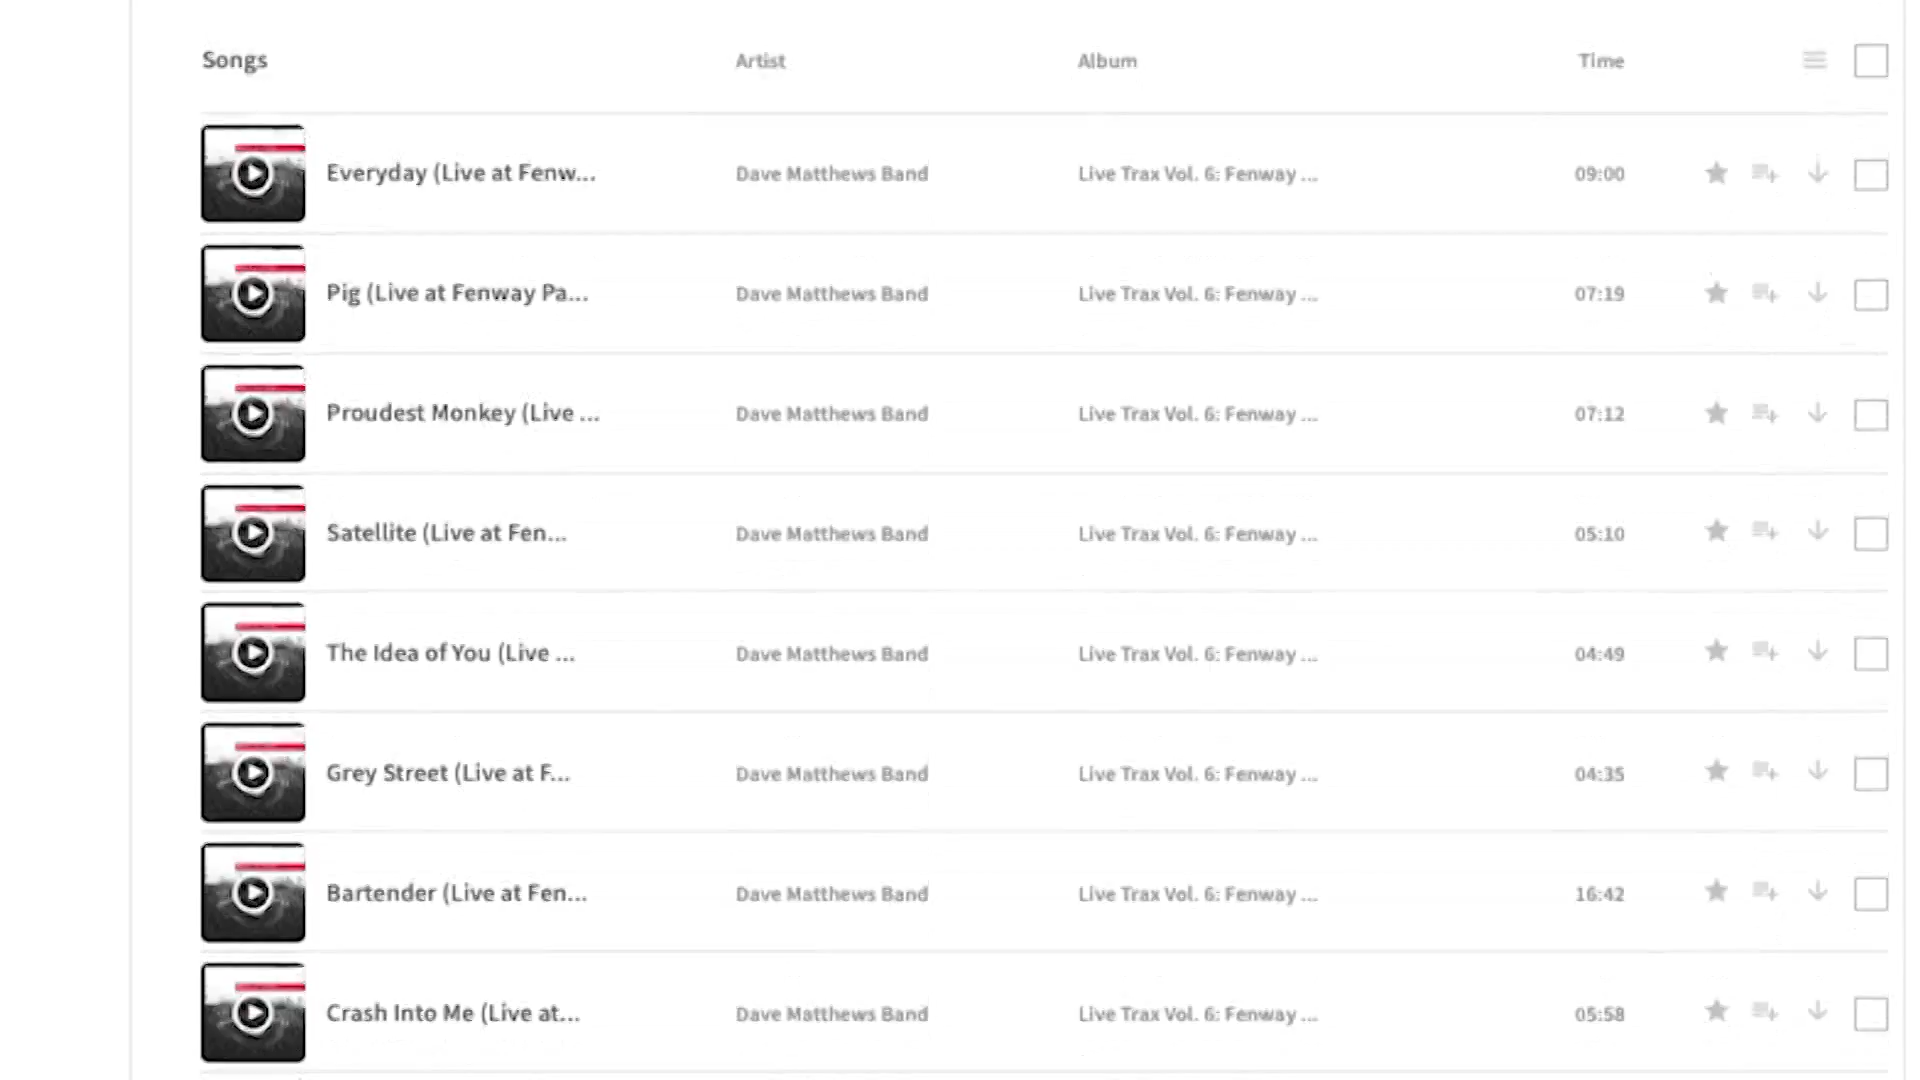 Songs Artist Album Time
Everyday (Live at Fenw... Dave Matthews Band Live Trax Vol. 6: Fenway ... 09:00
Pig (Live at Fenway Pa... Dave Matthews Band Live Trax Vol. 6: Fenway ... 07:19
Proudest Monkey (Live ... Dave Matthews Band Live Trax Vol. 6: Fenway ... 07:12
Satellite (Live at Fen... Dave Matthews Band Live Trax Vol. 6: Fenway ... 05:10
The Idea of You (Live ... Dave Matthews Band Live Trax Vol. 6: Fenway ... 04:49
Grey Street (Live at F... Dave Matthews Band Live Trax Vol. 6: Fenway ... 04:35
Bartender (Live at Fen... Dave Matthews Band Live Trax Vol. 6: Fenway ... 16:42
Crash Into Me (Live at... Dave Matthews Band Live Trax Vol. 6: Fenway ... 05:58